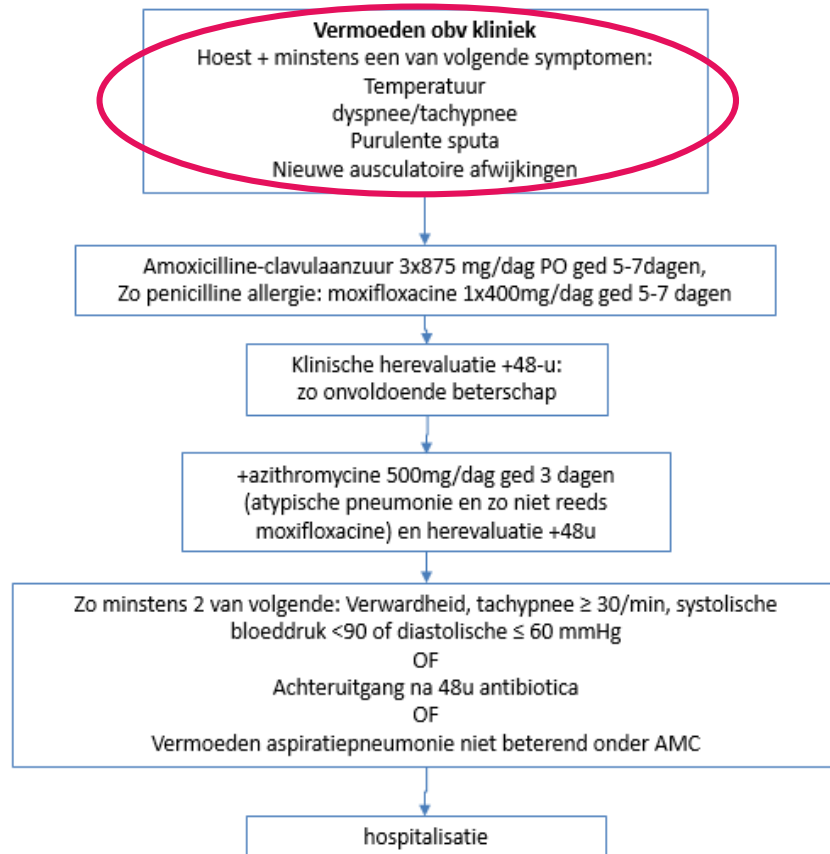 Vermoeden obv kliniek
Hoest + minstens een van volgende symptomen:
Temperatuur
dyspnee/tachypnee
Purulente sputa
Nieuwe ausculatoire afwijkingen
Amoxicilline-clavulaanzuur 3x875 mg/dag PO ged 5-7dagen,
Zo penicilline allergie: moxifloxacine 1x400mg/dag ged 5-7 dagen
Klinische herevaluatie +48-u:
zo onvoldoende beterschap
+azithromycine 500mg/dag ged 3 dagen
(atypische pneumonie en zo niet reeds
moxifloxacine) en herevaluatie +48u
Zo minstens 2 van volgende: Verwardheid, tachypnee ≥ 30/min, systolische
bloeddruk <90 of diastolische ≤ 60 mmHg
OF
Achteruitgang na 48u antibiotica
OF
Vermoeden aspiratiepneumonie niet beterend onder AMC
hospitalisatie